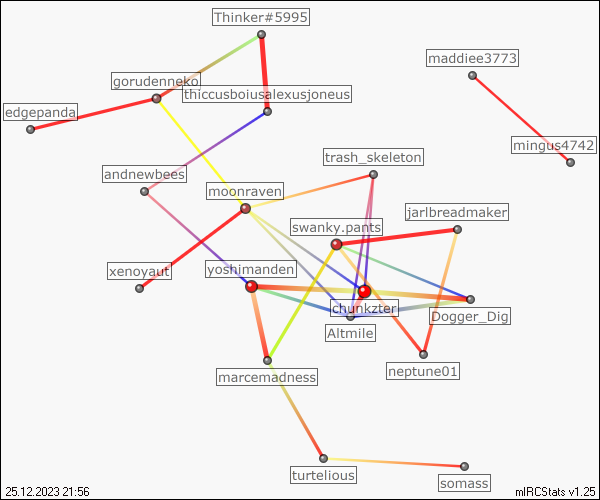 Thinker#5995
maddiee3773
gorudenneko
thiccusboiusalexusjoneus
edgepanda
mingus4742
trash_skeleton
andnewbees
moonraven
jarlbreadmaker
swanky.pants
xenoyaut
yoshimanden
chunkzter
Dogger_Dig
Altmile
neptune01
marcemadness
turtelious
somass
25.12.2023 21:56
mIRCStats v1.25